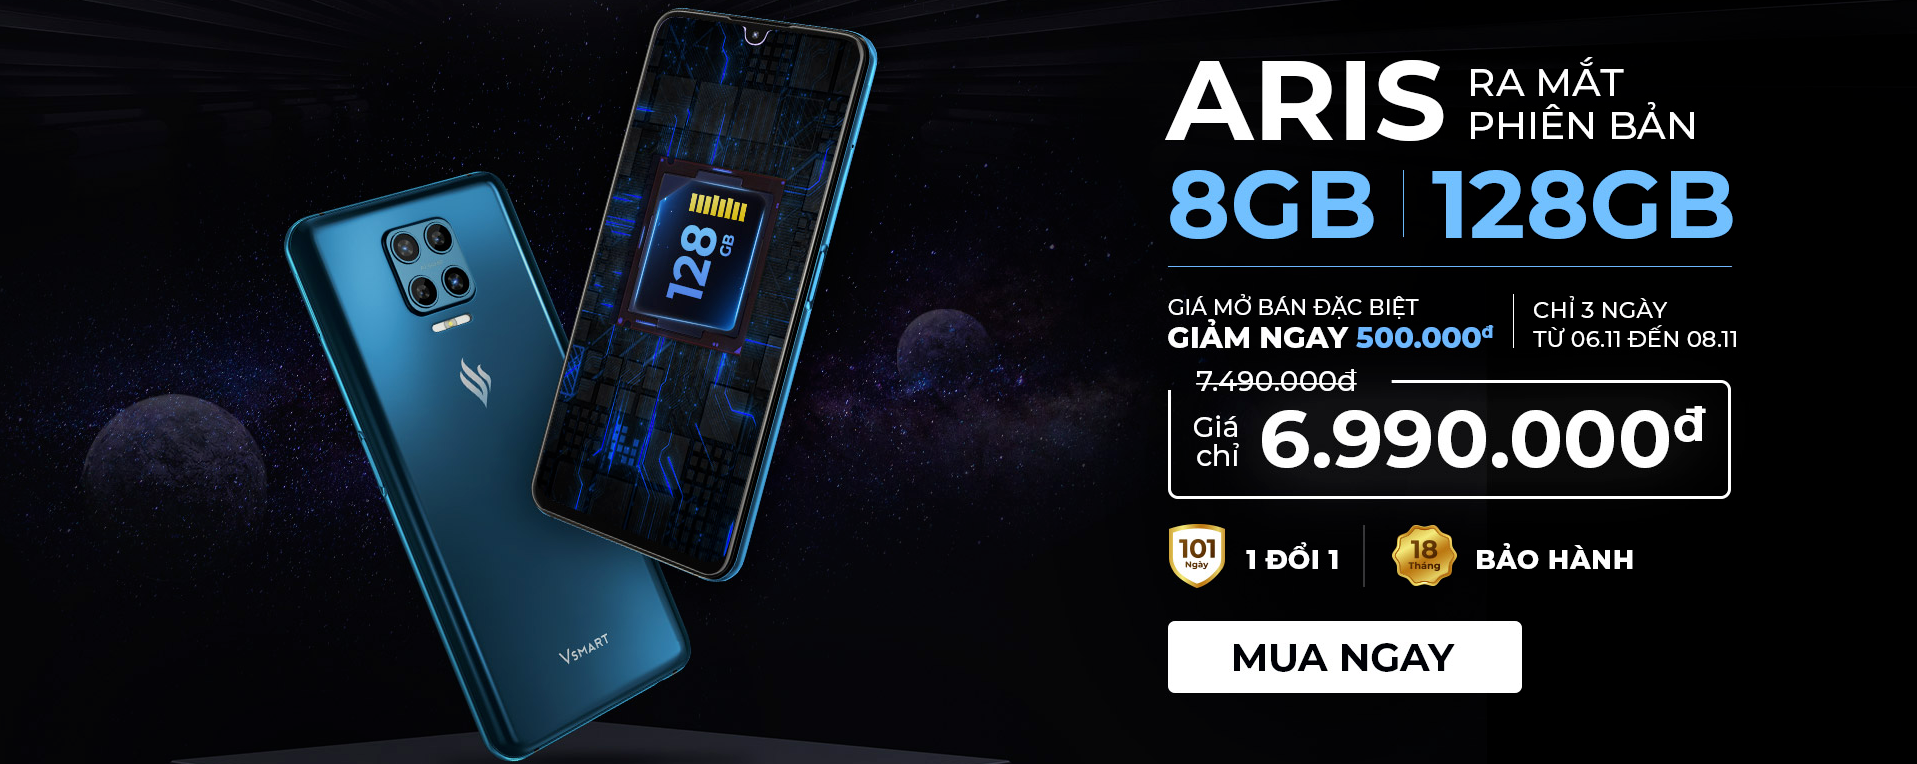 128
GB
VSMART
ARIS
RA MẮT
PHIÊN BẢN
8GB
128GB
GIÁ MỞ BÁN ĐẶC BIỆT
GIẢM NGAY 500.000đ
CHỈ 3 NGÀY
TỪ 06.11 ĐẾN 08.11
7.490.000đ
Giá
chỉ
6.990.000đ
101
Ngày
1 ĐỔI 1
18
Tháng
BẢO HÀNH
MUA NGAY